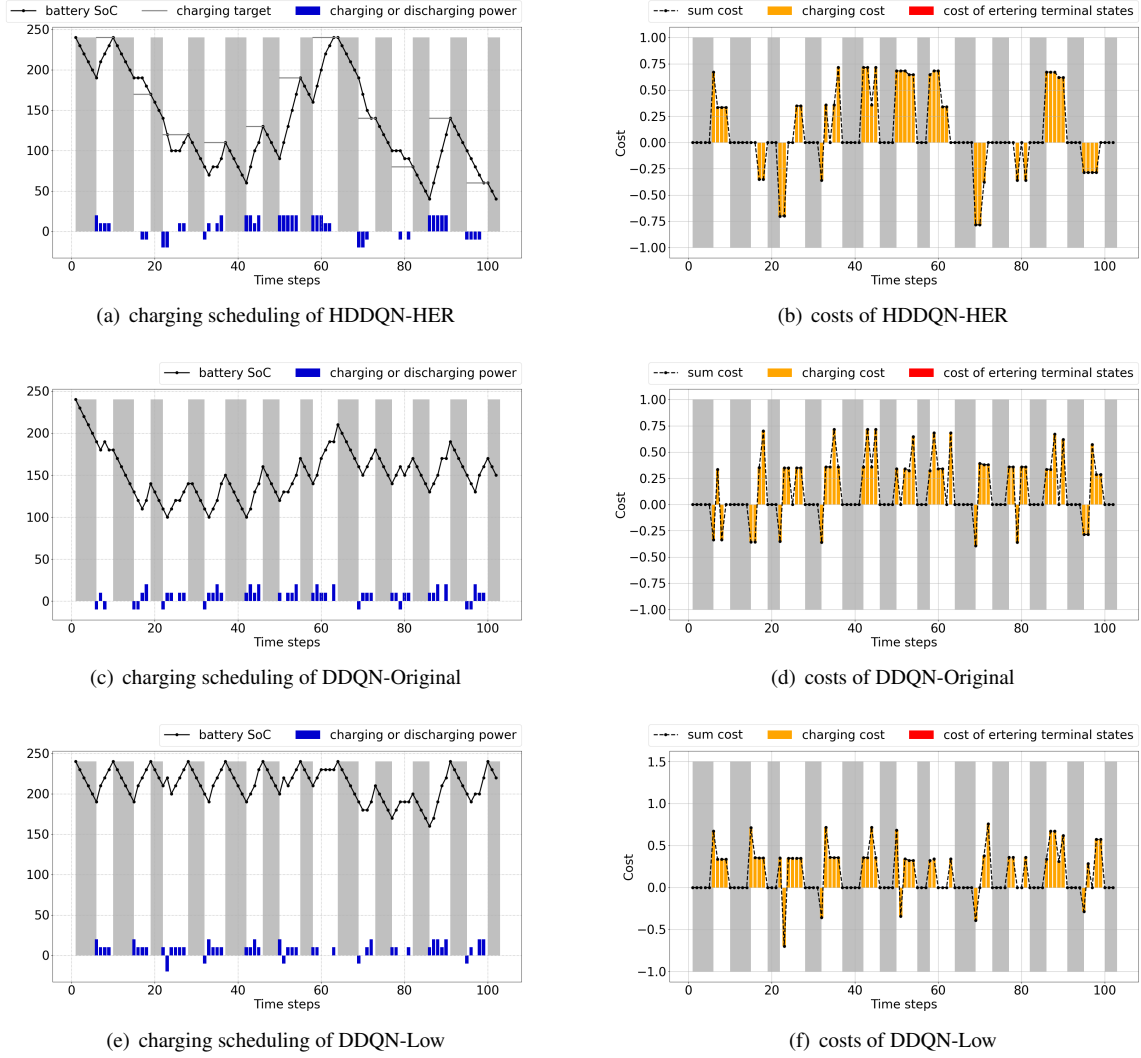 battery SoC charging target charging or discharging power
250
200
150
100
50
0
0 20 40 60 80 100
Time steps
(a) charging scheduling of HDDQN-HER
sum cost charging cost cost of ertering terminal states
1.00
0.75
0.50
0.25
0.00
−0.25
−0.50
−0.75
−1.00
Cost
0 20 40 60 80 100
Time steps
(b) costs of HDDQN-HER
battery SoC charging or discharging power
250
200
150
100
50
0
0 20 40 60 80 100
Time steps
(c) charging scheduling of DDQN-Original
sum cost charging cost cost of ertering terminal states
1.00
0.75
0.50
0.25
0.00
−0.25
−0.50
−0.75
−1.00
Cost
0 20 40 60 80 100
Time steps
(d) costs of DDQN-Original
battery SoC charging or discharging power
250
200
150
100
50
0
0 20 40 60 80 100
Time steps
(e) charging scheduling of DDQN-Low
sum cost charging cost cost of ertering terminal states
1.5
1.0
0.5
0.0
−0.5
−1.0
Cost
0 20 40 60 80 100
Time steps
(f) costs of DDQN-Low